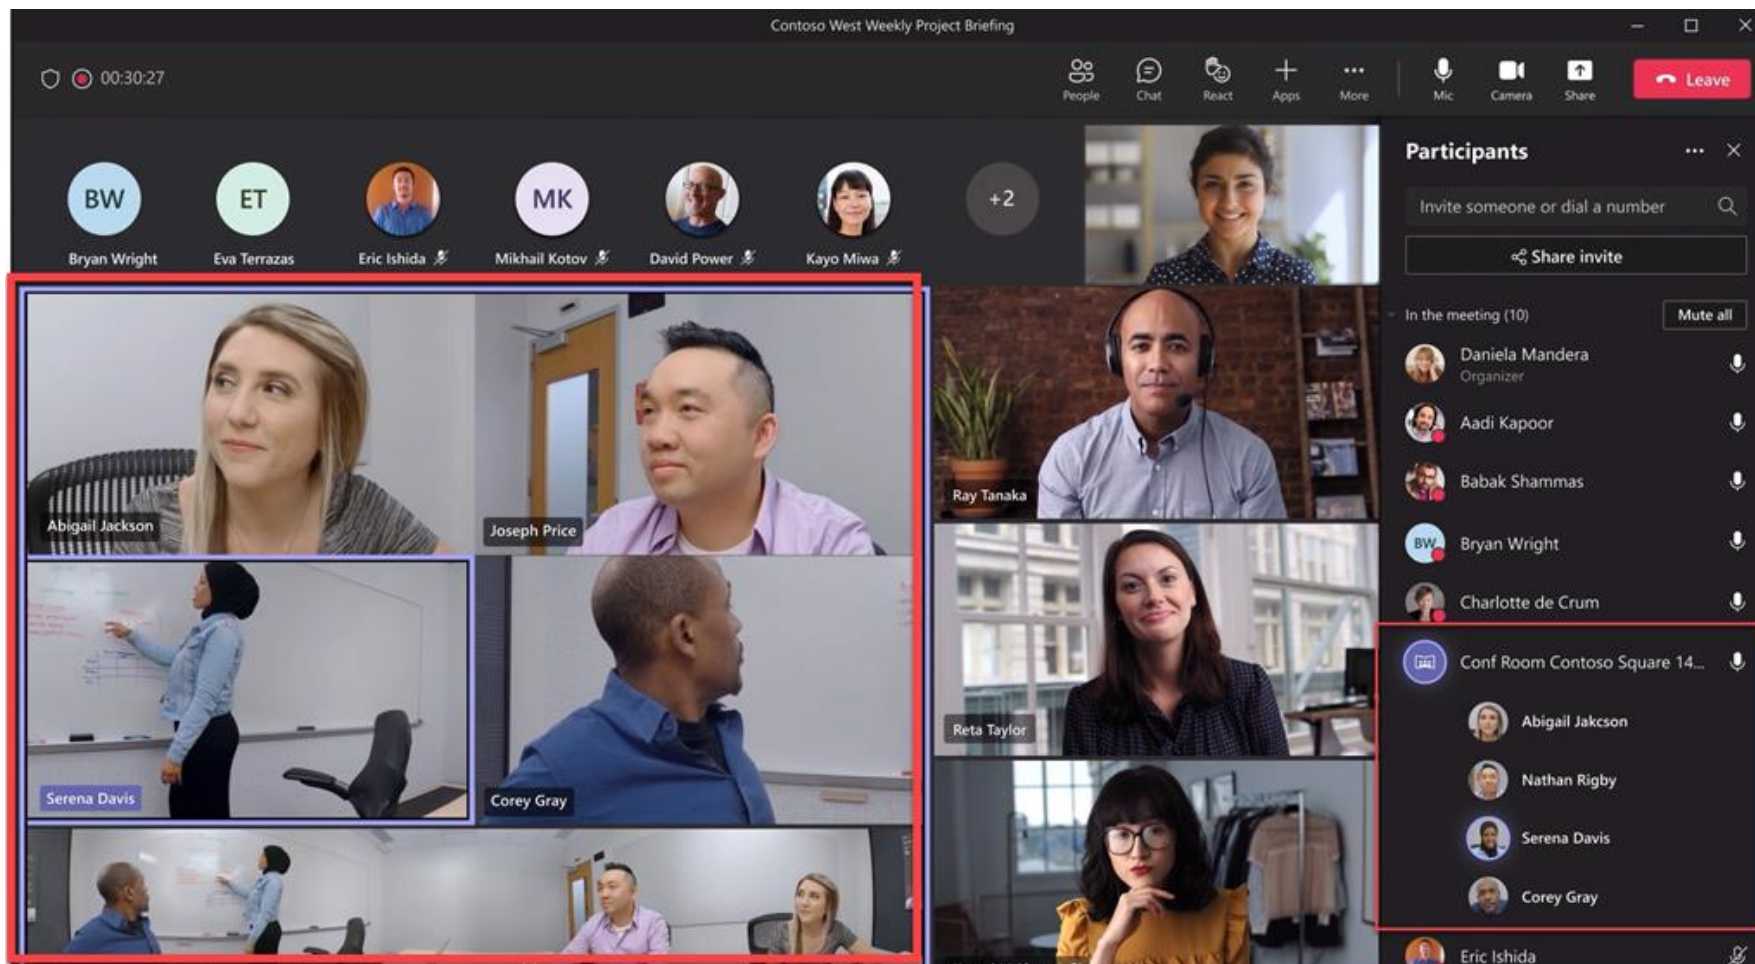 Contoso West Weekly Project Briefing
00:30:27
People
Chat
React
Apps
More
Mic
Camera
Share
Leave
BW
ET
MK
+2
Bryan Wright
Eva Terrazas
Eric Ishida
Mikhail Kotov
David Power
Kayo Miwa
Abigail Jackson
Joseph Price
Serena Davis
Corey Gray
Ray Tanaka
Reta Taylor
Participants
Invite someone or dial a number
Share invite
In the meeting (10)
Mute all
Daniela Mandera
Organizer
Aadi Kapoor
Babak Shammas
BW
Bryan Wright
Charlotte de Crum
Conf Room Contoso Square 14...
Abigail Jakcson
Nathan Rigby
Serena Davis
Corey Gray
Eric Ishida